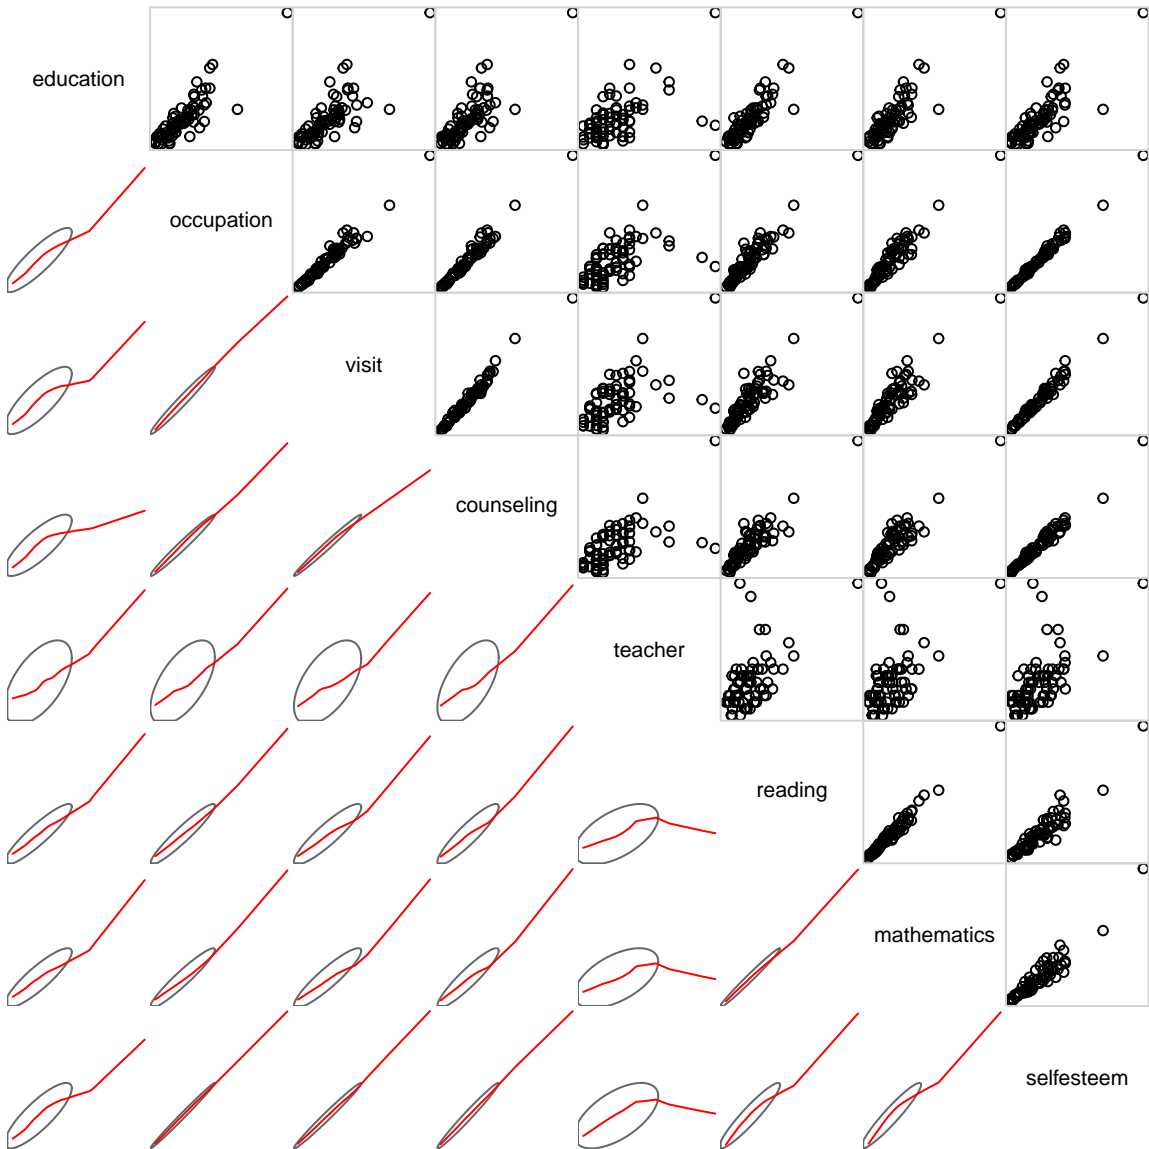 education
occupation
visit
counseling
teacher
reading
mathematics
selfesteem